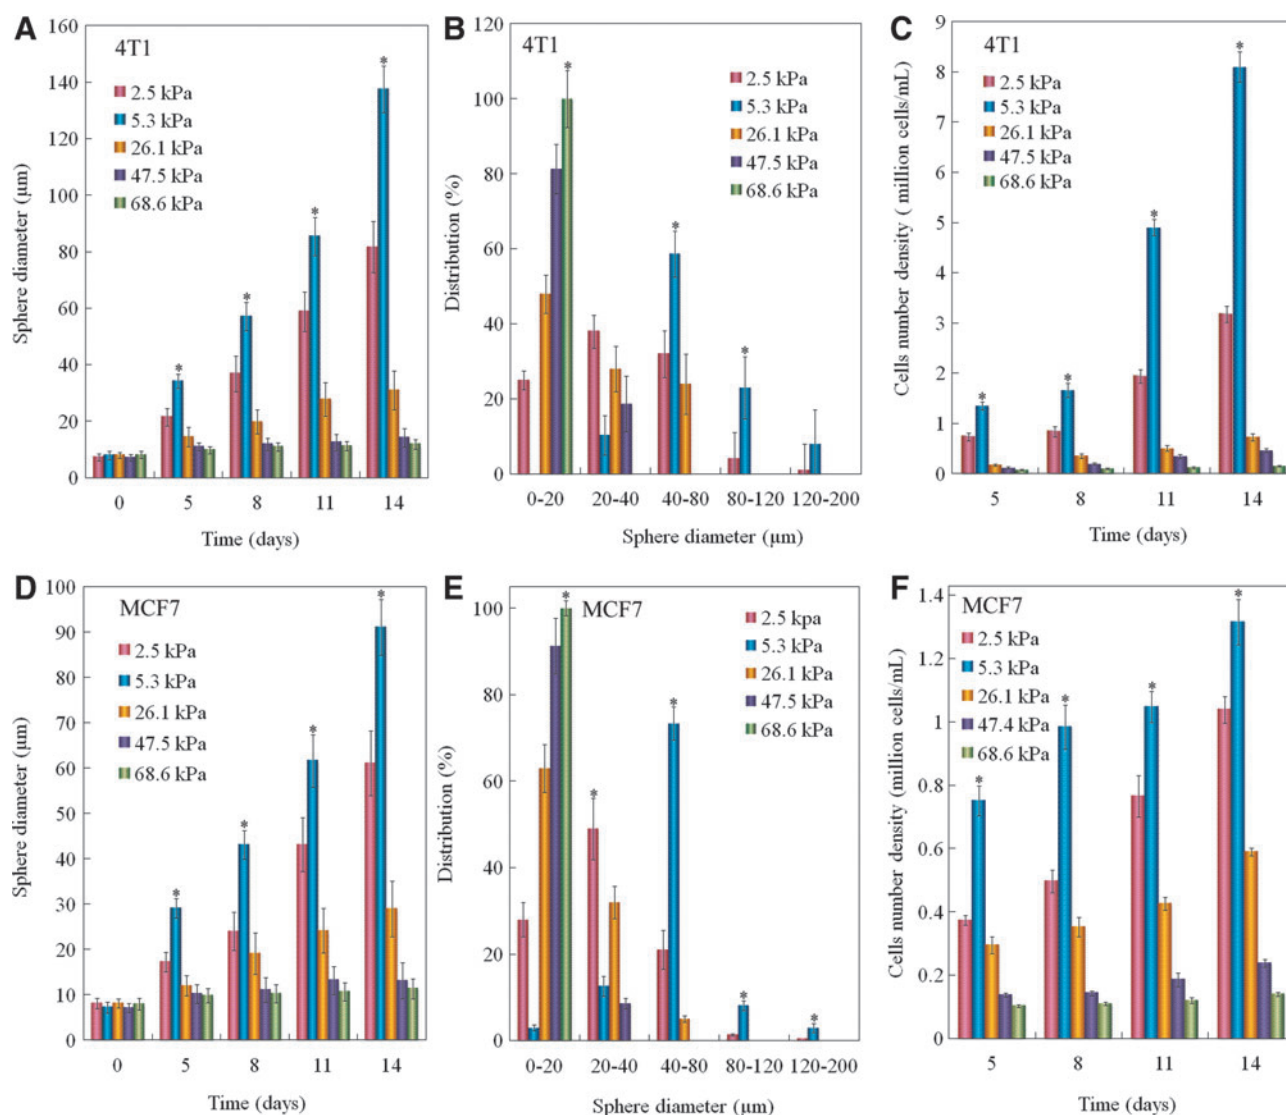 A
4T1
2.5 kPa
5.3 kPa
26.1 kPa
47.5 kPa
68.6 kPa
Sphere diameter (µm)
160
140
120
100
80
60
40
20
0
* * * *
0 5 8 11 14
Time (days)
B
4T1
2.5 kPa
5.3 kPa
26.1 kPa
47.5 kPa
68.6 kPa
Distribution (%)
120
100
80
60
40
20
0
* * *
0-20 20-40 40-80 80-120 120-200
Sphere diameter (µm)
C
4T1
2.5 kPa
5.3 kPa
26.1 kPa
47.5 kPa
68.6 kPa
Cells number density ( million cells/mL)
9
8
7
6
5
4
3
2
1
0
* * * *
5 8 11 14
Time (days)
D
MCF7
2.5 kPa
5.3 kPa
26.1 kPa
47.5 kPa
68.6 kPa
Sphere diameter (µm)
100
90
80
70
60
50
40
30
20
10
0
* * * *
0 5 8 11 14
Time (days)
E
MCF7
2.5 kpa
5.3 kPa
26.1 kPa
47.5 kPa
68.6 kPa
Distribution (%)
100
80
60
40
20
0
* * * * *
0-20 20-40 40-80 80-120 120-200
Sphere diameter (µm)
F
MCF7
2.5 kPa
5.3 kPa
26.1 kPa
47.4 kPa
68.6 kPa
Cells number density (million cells/mL)
1.4
1.2
1
0.8
0.6
0.4
0.2
0
* * * *
5 8 11 14
Time (days)